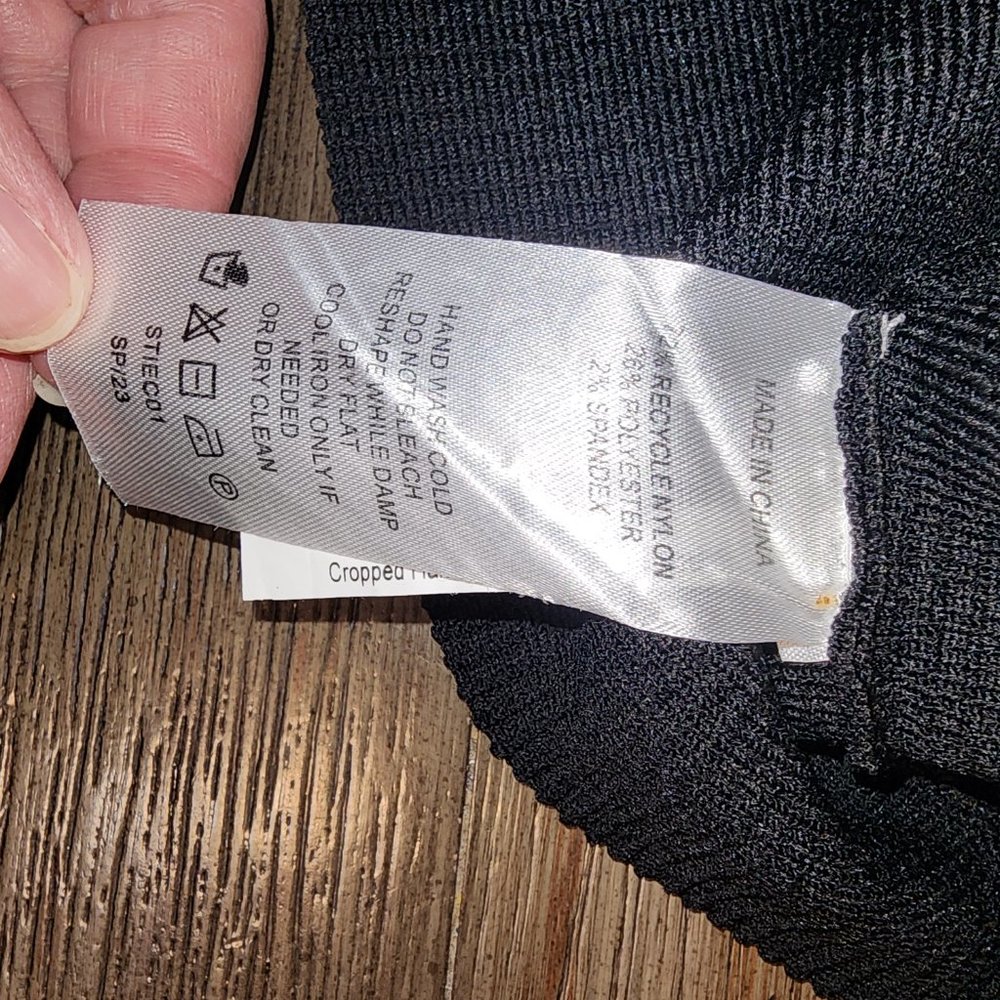 MADE IN CHINA
RECYCLE NYLON
POLYESTER
2% SPANDEX
HAND WASH COLD
DO NOT BLEACH
RESHAPE WHILE DAMP
DRY FLAT
COOL IRON ONLY IF
NEEDED
OR DRY CLEAN
STIEC01
SP/23
Cropped